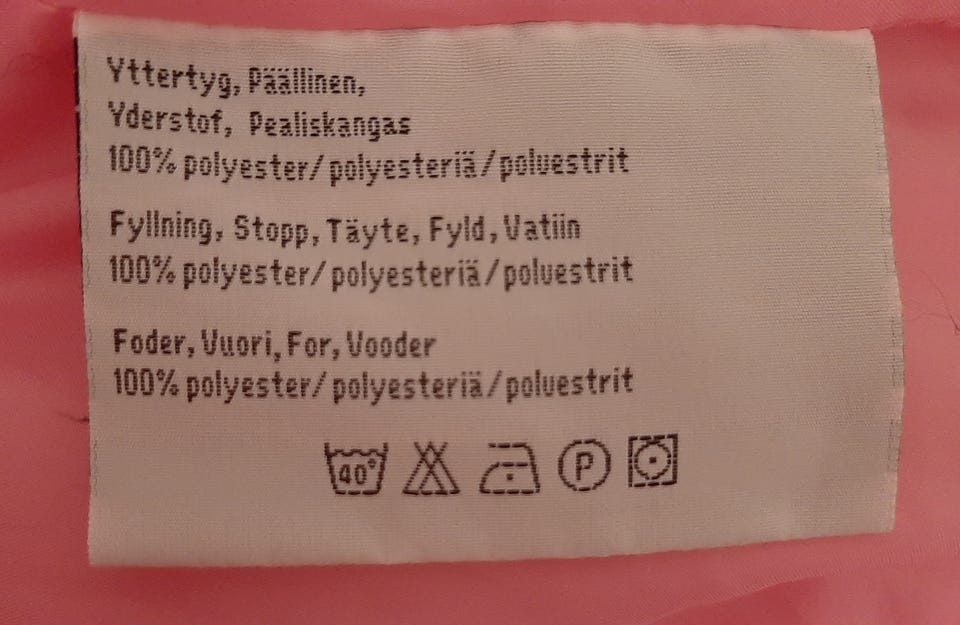 Yttertyg, Päällinen,
Yderstof, Pealiskangas
100% polyester/polyesteriä/poluestrit
Fyllning, Stopp, Täyte, Fyld, Vatiin
100% polyester/polyesteriä/poluestrit
Foder, Vuori, For, Vooder
100% polyester/polyesteriä/poluestrit
40° P